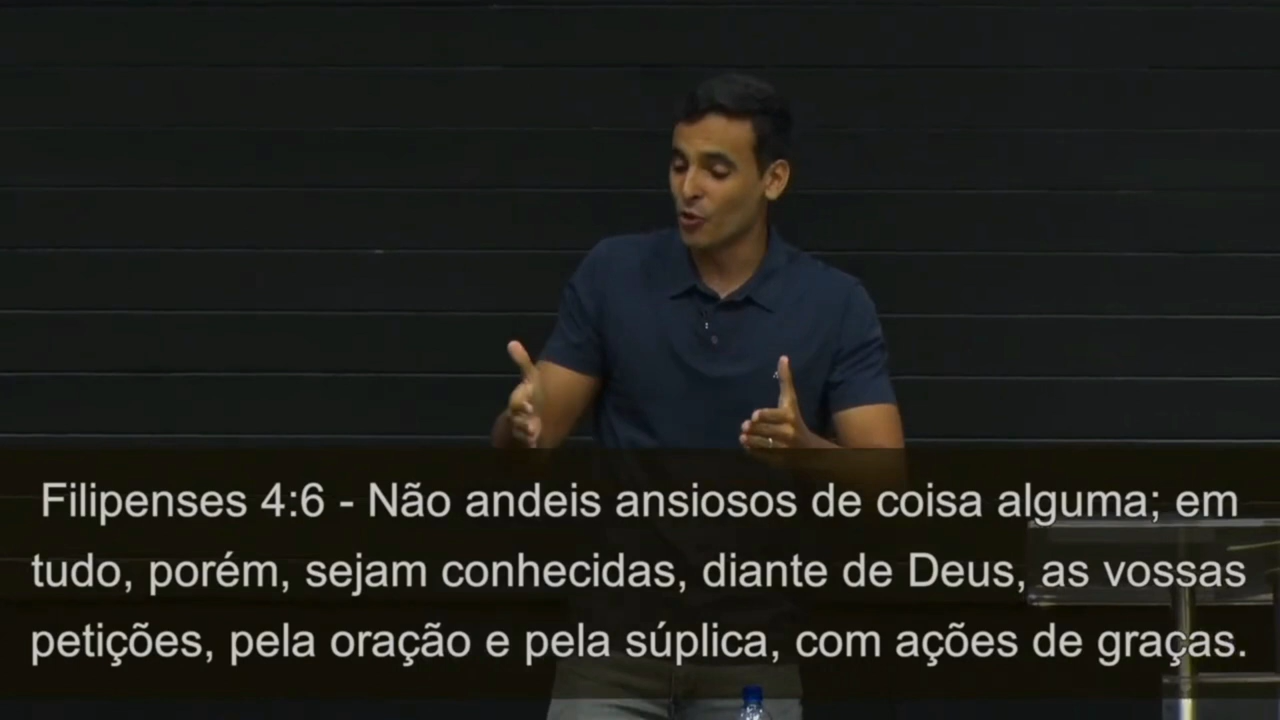 Filipenses 4:6 - Não andeis ansiosos de coisa alguma; em
tudo, porém, sejam conhecidas, diante de Deus, as vossas
petições, pela oração e pela súplica, com ações de graças.